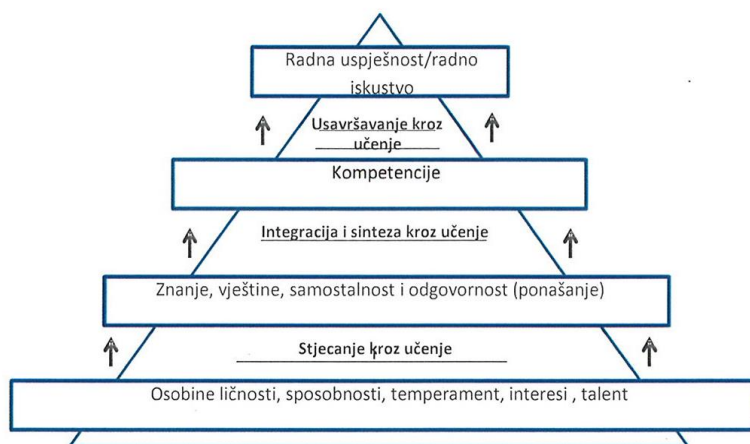 Radna uspješnost/radno
iskustvo
Usavršavanje kroz
učenje
Kompetencije
Integracija i sinteza kroz učenje
Znanje, vještine, samostalnost i odgovornost (ponašanje)
Stjecanje kroz učenje
Osobine ličnosti, sposobnosti, temperament, interesi , talent